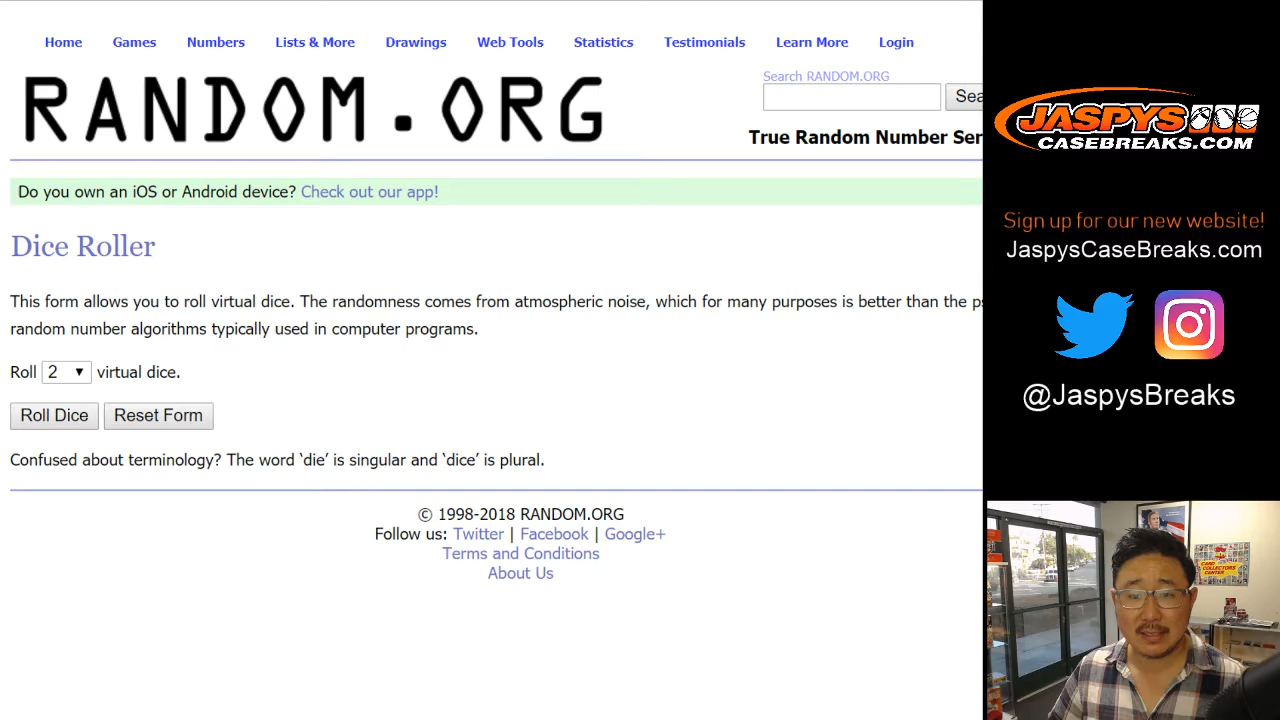 Home Games Numbers Lists & More Drawings Web Tools Statistics Testimonials Learn More Login
RANDOM.ORG
Search RANDOM.ORG
Sea
True Random Number Ser
Do you own an iOS or Android device? Check out our app!
Dice Roller
This form allows you to roll virtual dice. The randomness comes from atmospheric noise, which for many purposes is better than the ps
random number algorithms typically used in computer programs.
Roll 2 virtual dice.
Roll Dice Reset Form
Confused about terminology? The word ‘die’ is singular and ‘dice’ is plural.
© 1998-2018 RANDOM.ORG
Follow us: Twitter | Facebook | Google+
Terms and Conditions
About Us
JASPYS
CASEBREAKS.COM
Sign up for our new website!
JaspysCaseBreaks.com
@JaspysBreaks
CARD
COLLECTORS
CENTER